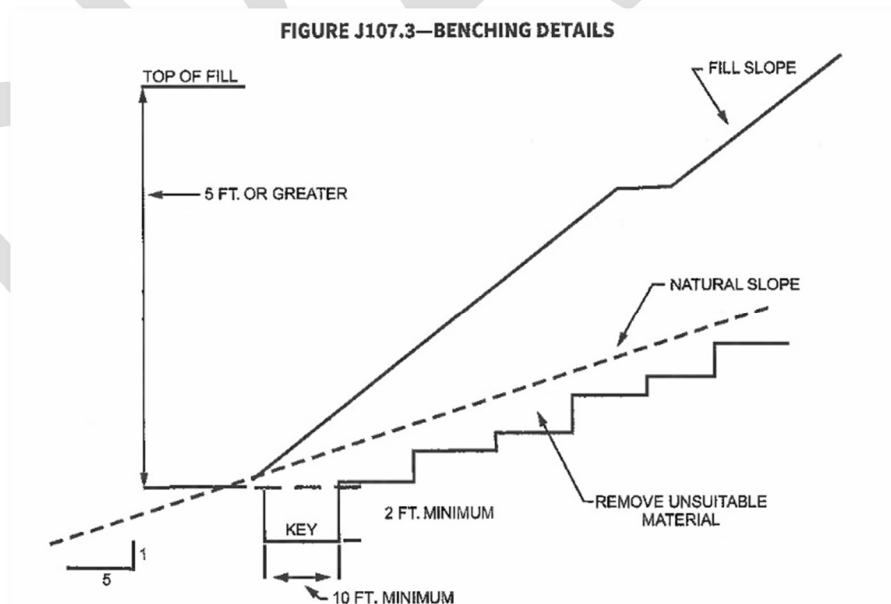 FIGURE J107.3—BENCHING DETAILS
TOP OF FILL
FILL SLOPE
5 FT. OR GREATER
NATURAL SLOPE
2 FT. MINIMUM
REMOVE UNSUITABLE
MATERIAL
KEY
1
5
10 FT. MINIMUM